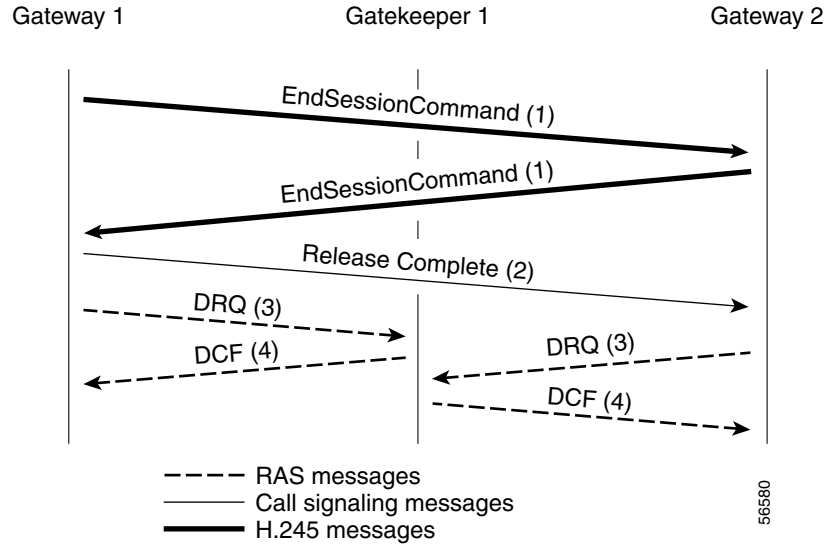 Gateway 1
Gatekeeper 1
Gateway 2
EndSessionCommand (1)
EndSessionCommand (1)
Release Complete (2)
DRQ (3)
DCF (4)
DRQ (3)
DCF (4)
RAS messages
Call signaling messages
H.245 messages
56580